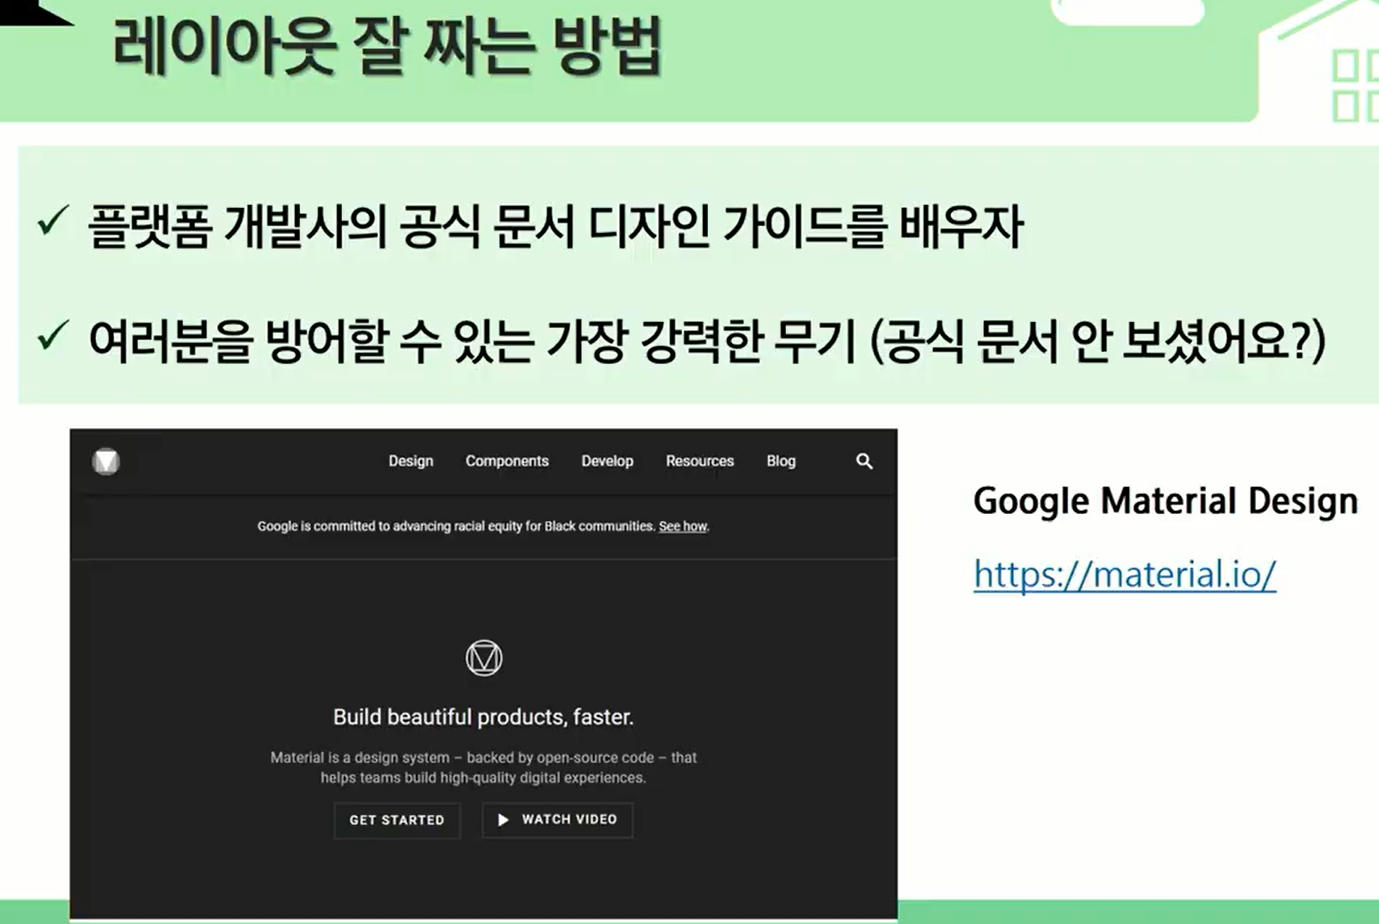 레이아웃 잘 짜는 방법
✓ 플랫폼 개발사의 공식 문서 디자인 가이드를 배우자
✓ 여러분을 방어할 수 있는 가장 강력한 무기 (공식 문서 안 보셨어요?)
Design Components Develop Resources Blog
Google is committed to advancing racial equity for Black communities. See how.
Build beautiful products, faster.
Material is a design system – backed by open-source code – that
helps teams build high-quality digital experiences.
GET STARTED WATCH VIDEO
Google Material Design
https://material.io/